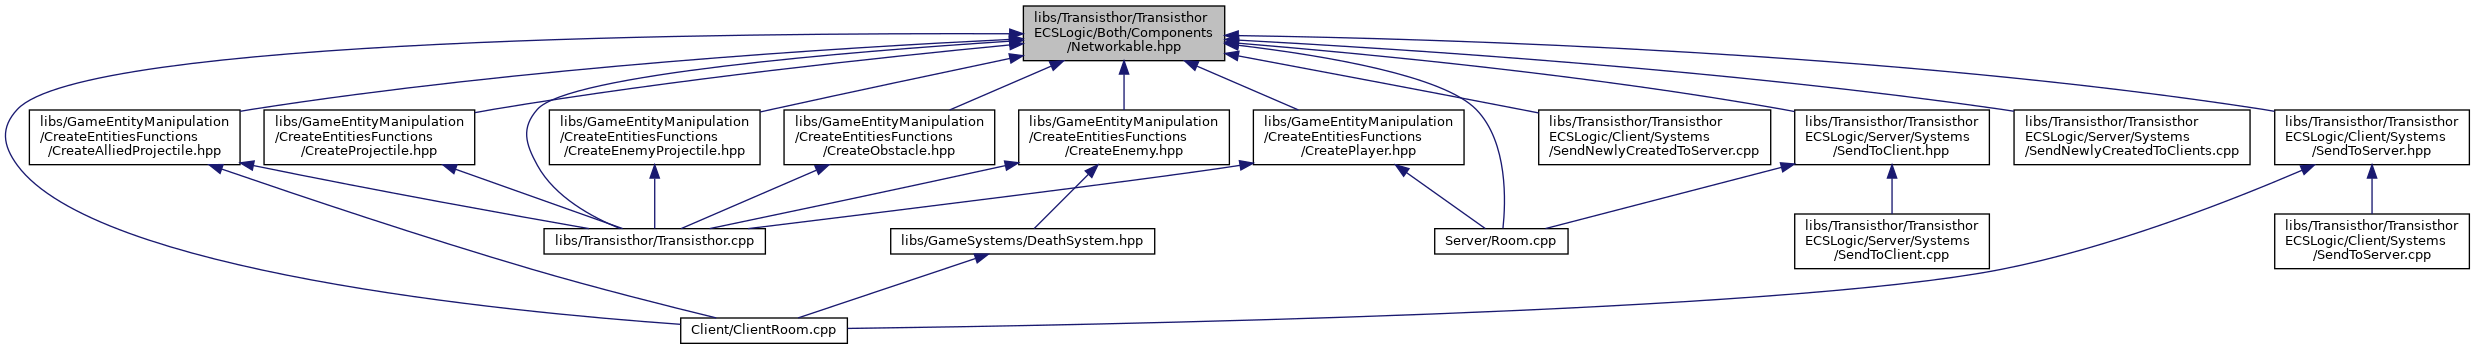 libs/Transisthor/Transisthor
ECSLogic/Both/Components
/Networkable.hpp
libs/GameEntityManipulation
/CreateEntitiesFunctions
/CreateAlliedProjectile.hpp
libs/GameEntityManipulation
/CreateEntitiesFunctions
/CreateProjectile.hpp
libs/GameEntityManipulation
/CreateEntitiesFunctions
/CreateEnemyProjectile.hpp
libs/GameEntityManipulation
/CreateEntitiesFunctions
/CreateObstacle.hpp
libs/GameEntityManipulation
/CreateEntitiesFunctions
/CreateEnemy.hpp
libs/GameEntityManipulation
/CreateEntitiesFunctions
/CreatePlayer.hpp
libs/Transisthor/Transisthor
ECSLogic/Client/Systems
/SendNewlyCreatedToServer.cpp
libs/Transisthor/Transisthor
ECSLogic/Server/Systems
/SendToClient.hpp
libs/Transisthor/Transisthor
ECSLogic/Server/Systems
/SendNewlyCreatedToClients.cpp
libs/Transisthor/Transisthor
ECSLogic/Client/Systems
/SendToServer.hpp
libs/Transisthor/Transisthor.cpp
libs/GameSystems/DeathSystem.hpp
Server/Room.cpp
libs/Transisthor/Transisthor
ECSLogic/Server/Systems
/SendToClient.cpp
libs/Transisthor/Transisthor
ECSLogic/Client/Systems
/SendToServer.cpp
Client/ClientRoom.cpp